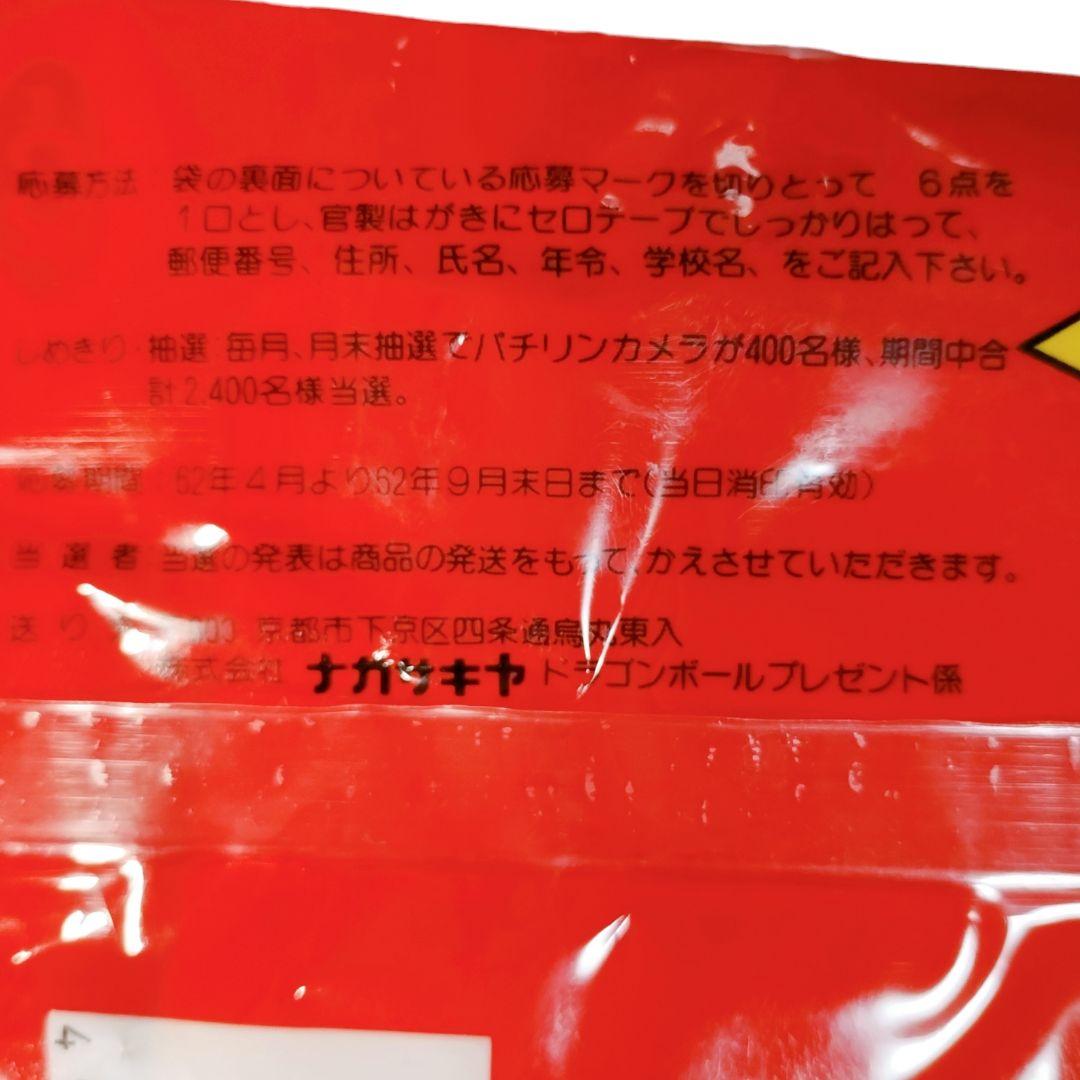 応募方法 袋の裏面についている応募マークを切りとって 6点を
1口とし、官製はがきにセロテープでしっかりはって、
郵便番号、住所、氏名、年令、学校名、をご記入下さい。
しめきり 抽選 毎月、月末抽選でパチリンカメラが400名様、期間中合
計2,400名様当選。
応募期間 62年4月より62年9月末日まで(当日消印有効)
当選者 当選の発表は商品の発送をもって、かえさせていただきます。
送り 京都市下京区四条通烏丸東入
株式会社 ナガサキヤ ドラゴンボールプレゼント係
4